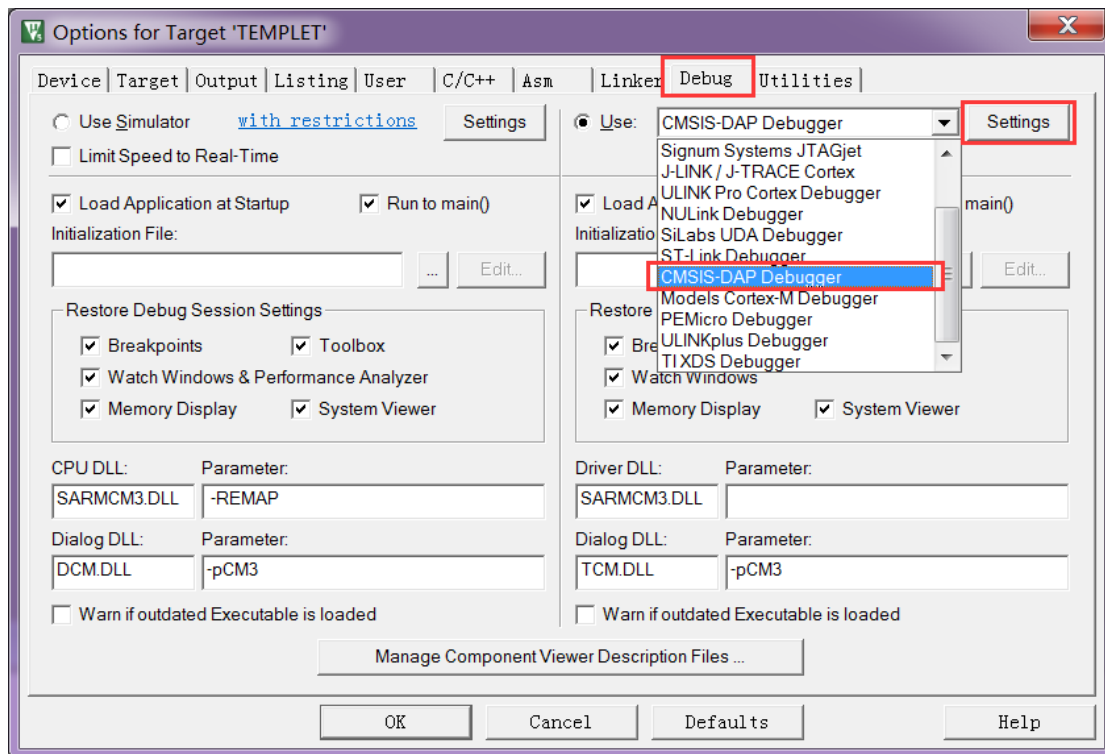 Options for Target 'TEMPLET'
Device Target Output Listing User C/C++ Asm Linker Debug Utilities
Use Simulator with restrictions Settings
Limit Speed to Real-Time
Use: CMSIS-DAP Debugger Settings
Signum Systems JTAGjet
J-LINK / J-TRACE Cortex
ULINK Pro Cortex Debugger
NULink Debugger
SiLabs UDA Debugger
ST-Link Debugger
CMSIS-DAP Debugger
Models Cortex-M Debugger
PEMicro Debugger
ULINKplus Debugger
TI XDS Debugger
Load Application at Startup Run to main()
Initialization File:
... Edit...
Restore Debug Session Settings
Breakpoints Toolbox
Watch Windows & Performance Analyzer
Memory Display System Viewer
Load A main()
Initializatio
Edit...
Restore
Bre
Watch Windows
Memory Display System Viewer
CPU DLL: Parameter:
SARMCM3.DLL -REMAP
Dialog DLL: Parameter:
DCM.DLL -pCM3
Warn if outdated Executable is loaded
Driver DLL: Parameter:
SARMCM3.DLL
Dialog DLL: Parameter:
TCM.DLL -pCM3
Warn if outdated Executable is loaded
Manage Component Viewer Description Files ...
OK Cancel Defaults Help